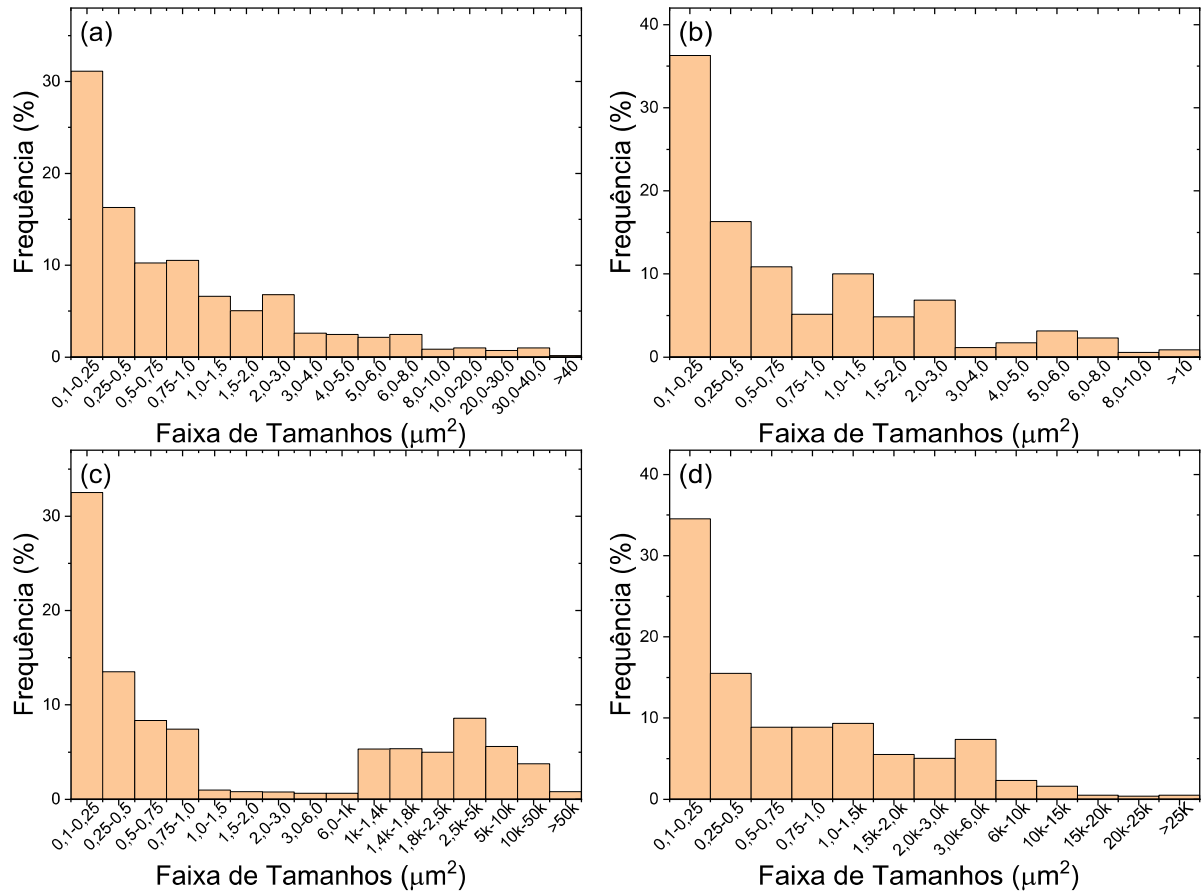 (a)
Frequência (%)
30
20
10
0
0,1-0,25
0,25-0,5
0,5-0,75
0,75-1,0
1,0-1,5
1,5-2,0
2,0-3,0
3,0-4,0
4,0-5,0
5,0-6,0
6,0-8,0
8,0-10,0
10,0-20,0
20,0-30,0
30,0-40,0
>40
Faixa de Tamanhos (μm²)
(b)
Frequência (%)
40
30
20
10
0
0,1-0,25
0,25-0,5
0,5-0,75
0,75-1,0
1,0-1,5
1,5-2,0
2,0-3,0
3,0-4,0
4,0-5,0
5,0-6,0
6,0-8,0
8,0-10,0
>10
Faixa de Tamanhos (μm²)
(c)
Frequência (%)
30
20
10
0
0,1-0,25
0,25-0,5
0,5-0,75
0,75-1,0
1,0-1,5
1,5-2,0
2,0-3,0
3,0-6,0
6,0-1k
1k-1,4k
1,4k-1,8k
1,8k-2,5k
2,5k-5k
5k-10k
10k-50k
>50k
Faixa de Tamanhos (μm²)
(d)
Frequência (%)
40
30
20
10
0
0,1-0,25
0,25-0,5
0,5-0,75
0,75-1,0
1,0-1,5k
1,5k-2,0k
2,0k-3,0k
3,0k-6,0k
6k-10k
10k-15k
15k-20k
20k-25k
>25k
Faixa de Tamanhos (μm²)